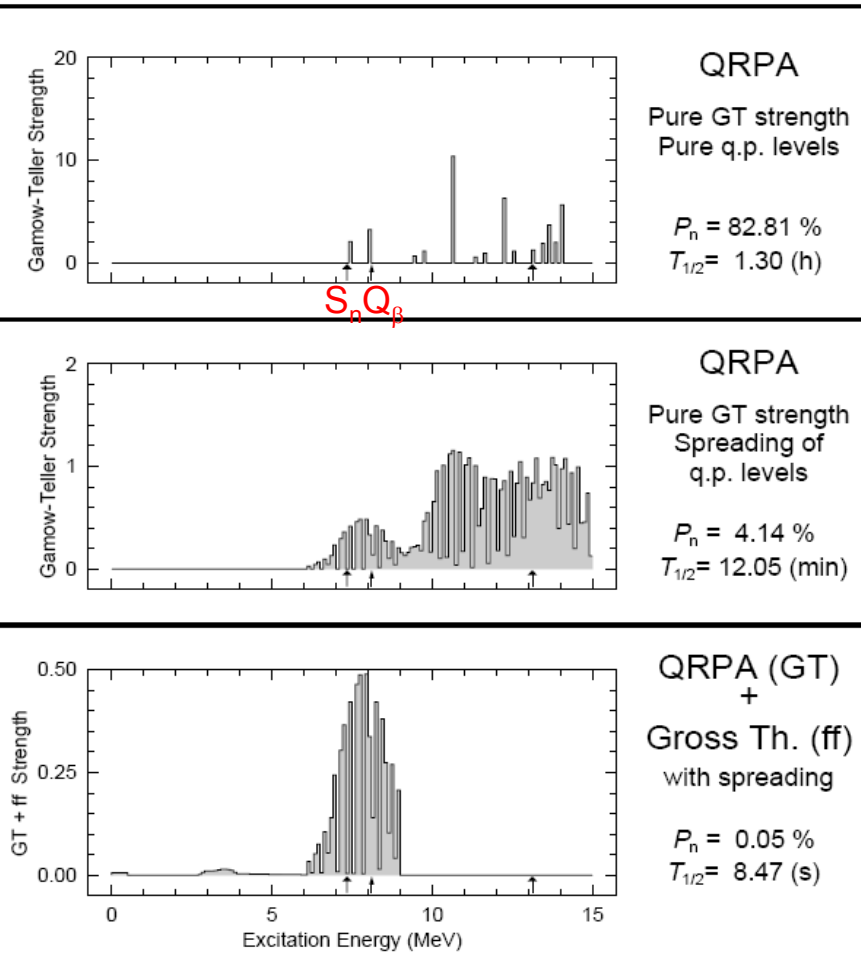 20
10
0
Gamow-Teller Strength
SₙQᵦ
QRPA
Pure GT strength
Pure q.p. levels
Pₙ = 82.81 %
T₁/₂= 1.30 (h)
2
1
0
Gamow-Teller Strength
QRPA
Pure GT strength
Spreading of
q.p. levels
Pₙ = 4.14 %
T₁/₂= 12.05 (min)
0.50
0.25
0.00
GT + ff Strength
0 5 10 15
Excitation Energy (MeV)
QRPA (GT)
+
Gross Th. (ff)
with spreading
Pₙ = 0.05 %
T₁/₂= 8.47 (s)